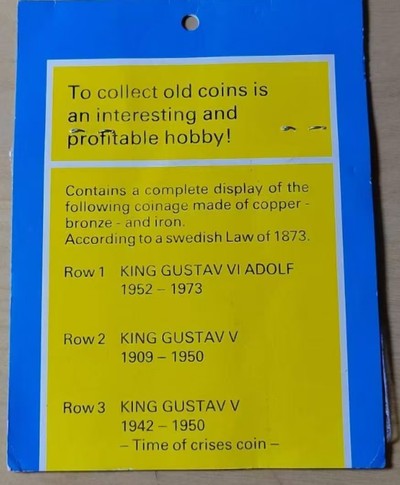 To collect old coins is
an interesting and
profitable hobby!
Contains a complete display of the
following coinage made of copper -
bronze - and iron.
According to a swedish Law of 1873.
Row 1 KING GUSTAV VI ADOLF
1952 – 1973
Row 2 KING GUSTAV V
1909 – 1950
Row 3 KING GUSTAV V
1942 – 1950
– Time of crises coin –